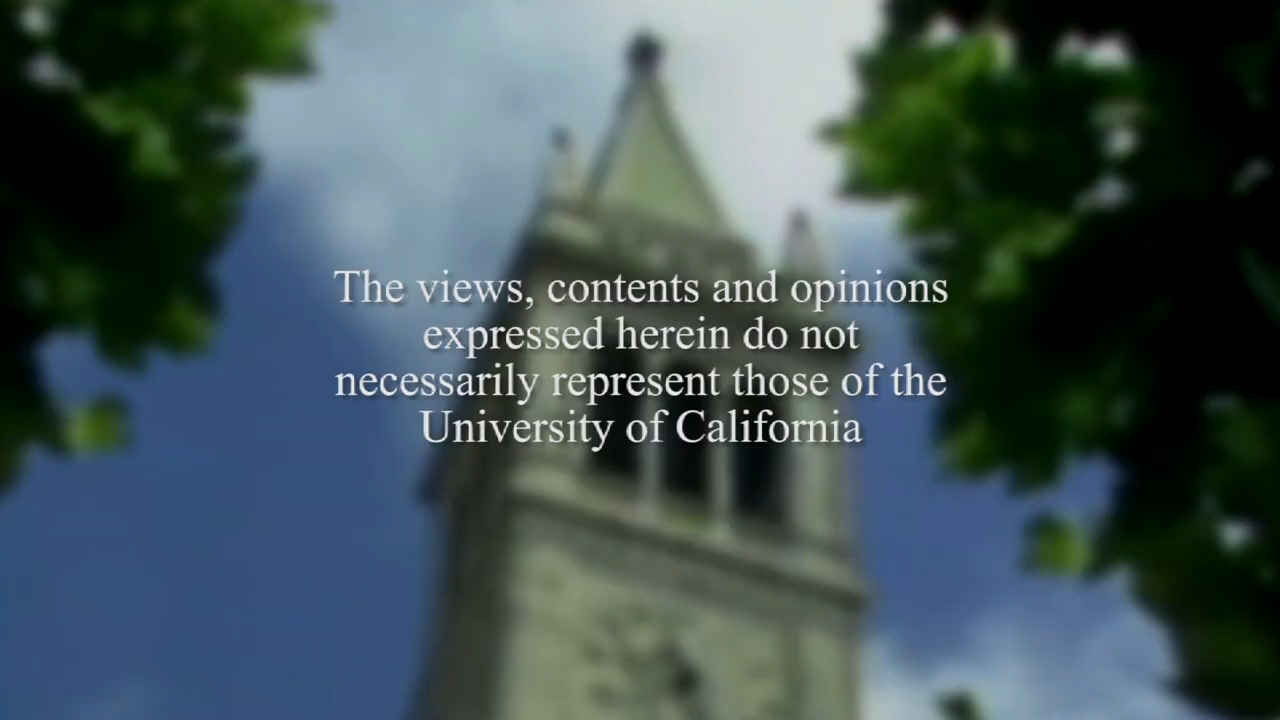 The views, contents and opinions
expressed herein do not
necessarily represent those of the
University of California